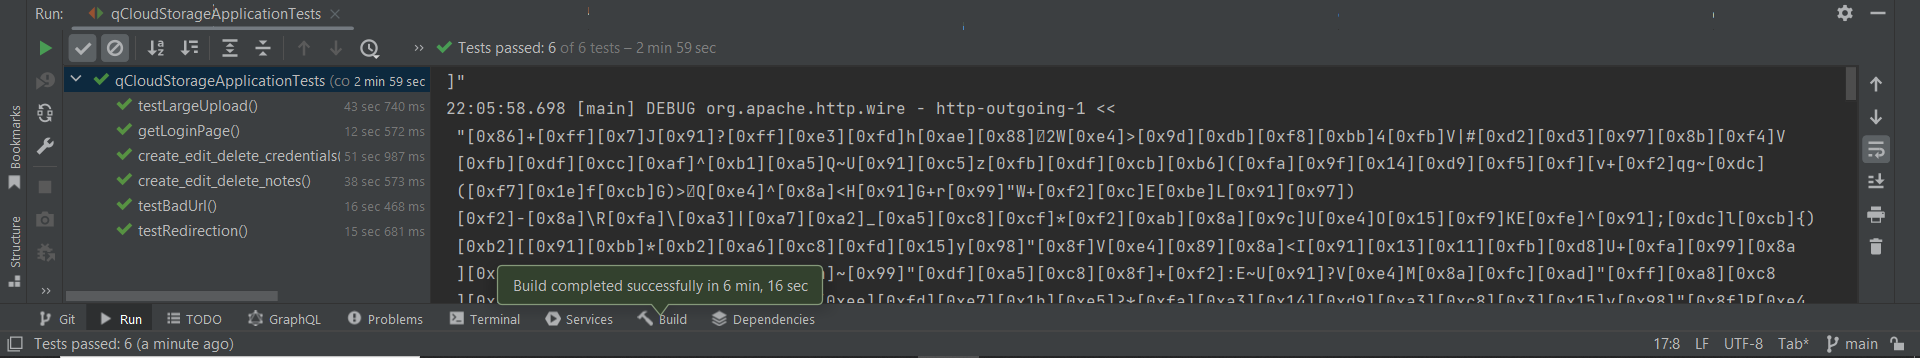 Run: qCloudStorageApplicationTests
Tests passed: 6 of 6 tests – 2 min 59 sec
qCloudStorageApplicationTests (co 2 min 59 sec
testLargeUpload() 43 sec 740 ms
getLoginPage() 12 sec 572 ms
create_edit_delete_credentials( 51 sec 987 ms
create_edit_delete_notes() 38 sec 573 ms
testBadUrl() 16 sec 468 ms
testRedirection() 15 sec 681 ms
]"
22:05:58.698 [main] DEBUG org.apache.http.wire - http-outgoing-1 <<
"[0x86]+[0xff][0x7]J[0x91]?[0xff][0xe3][0xfd]h[0xae][0x88]2W[0xe4]>[0x9d][0xdb][0xf8][0xbb]4[0xfb]V|#[0xd2][0xd3][0x97][0x8b][0xf4]V
[0xfb][0xdf][0xcc][0xaf]^[0xb1][0xa5]Q~U[0x91][0xc5]z[0xfb][0xdf][0xcb][0xb6]([0xfa][0x9f][0x14][0xd9][0xf5][0xf][v+[0xf2]qg~[0xdc]
([0xf7][0x1e]f[0xcb]G)>Q[0xe4]^[0x8a]<H[0x91]G+r[0x99]"W+[0xf2][0xc]E[0xbe]L[0x91][0x97])
[0xf2]-[0x8a]\R[0xfa]\[0xa3]|[0xa7][0xa2]_[0xa5][0xc8][0xcf]*[0xf2][0xab][0x8a][0x9c]U[0xe4]O[0x15][0xf9]KE[0xfe]^[0x91];[0xdc]l[0xcb]{)
[0xb2][[0x91][0xbb]*[0xb2][0xa6][0xc8][0xfd][0x15]y[0x98]"[0x8f]V[0xe4][0x89][0x8a]<I[0x91][0x13][0x11][0xfb][0xd8]U+[0xfa][0x99][0x8a
]~[0x99]"[0xdf][0xa5][0xc8][0x8f]+[0xf2]:E~U[0x91]?V[0xe4]M[0x8a][0xfc][0xad]"[0xff][0xa8][0xc8
Build completed successfully in 6 min, 16 sec
Bookmarks
Structure
Git Run TODO GraphQL Problems Terminal Services Build Dependencies
Tests passed: 6 (a minute ago) 17:8 LF UTF-8 Tab* main